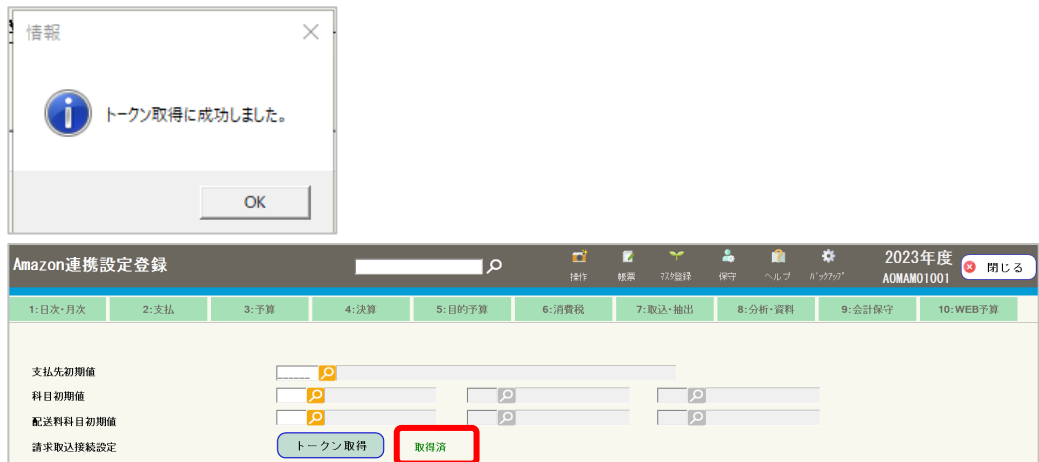 情報
トークン取得に成功しました。
OK
Amazon連携設定登録
操作 帳票 ﾏｽﾀ登録 保守 ヘルプ ﾊﾞｯｸｱｯﾌﾟ
2023年度
AOMAM01001
閉じる
1:日次・月次 2:支払 3:予算 4:決算 5:目的予算 6:消費税 7:取込・抽出 8:分析・資料 9:会計保守 10:WEB予算
支払先初期値
科目初期値
配送料科目初期値
請求取込接続設定 トークン取得 取得済